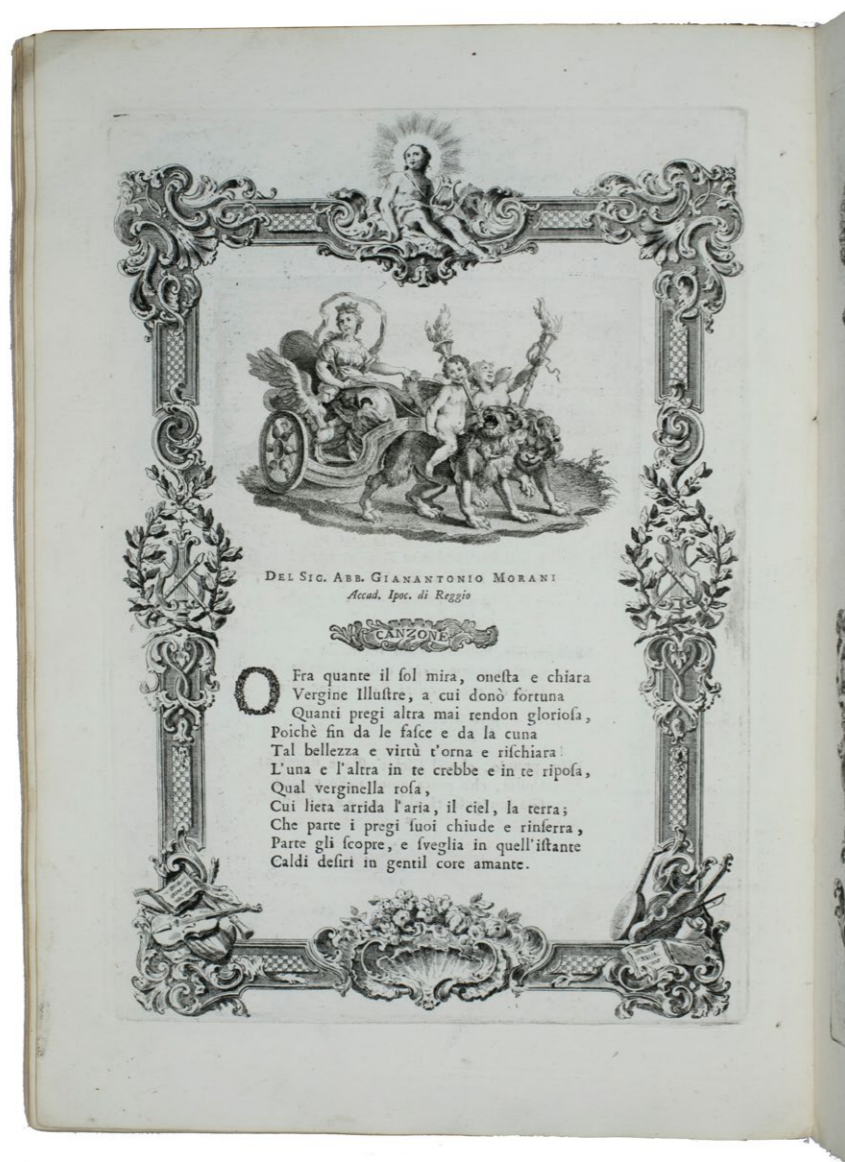 DEL SIG. ABB. GIANANTONIO MORANI
Accad. Ipoc. di Reggio
CANZONE
O Fra quante il ſol mira, oneſta e chiara
Vergine Illuſtre, a cui donò fortuna
Quanti pregi altra mai rendon glorioſa,
Poichè ſin da le faſce e da la cuna
Tal bellezza e virtù t'orna e riſchiara!
L'una e l'altra in te crebbe e in te ripoſa,
Qual verginella roſa,
Cui lieta arrida l'aria, il ciel, la terra;
Che parte i pregi ſuoi chiude e rinſerra,
Parte gli ſcopre, e ſveglia in quell'iſtante
Caldi deſiri in gentil core amante.